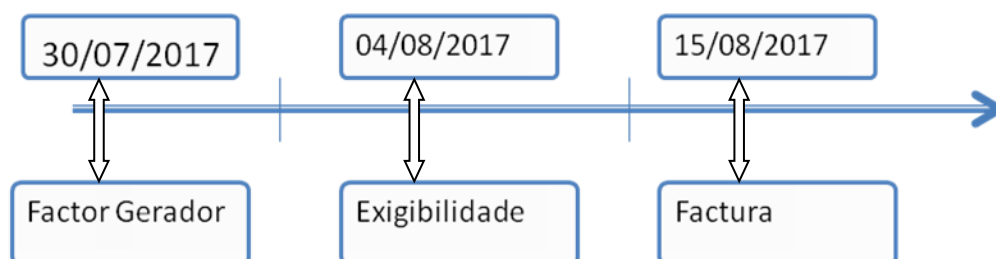 30/07/2017
04/08/2017
15/08/2017
Factor Gerador
Exigibilidade
Factura